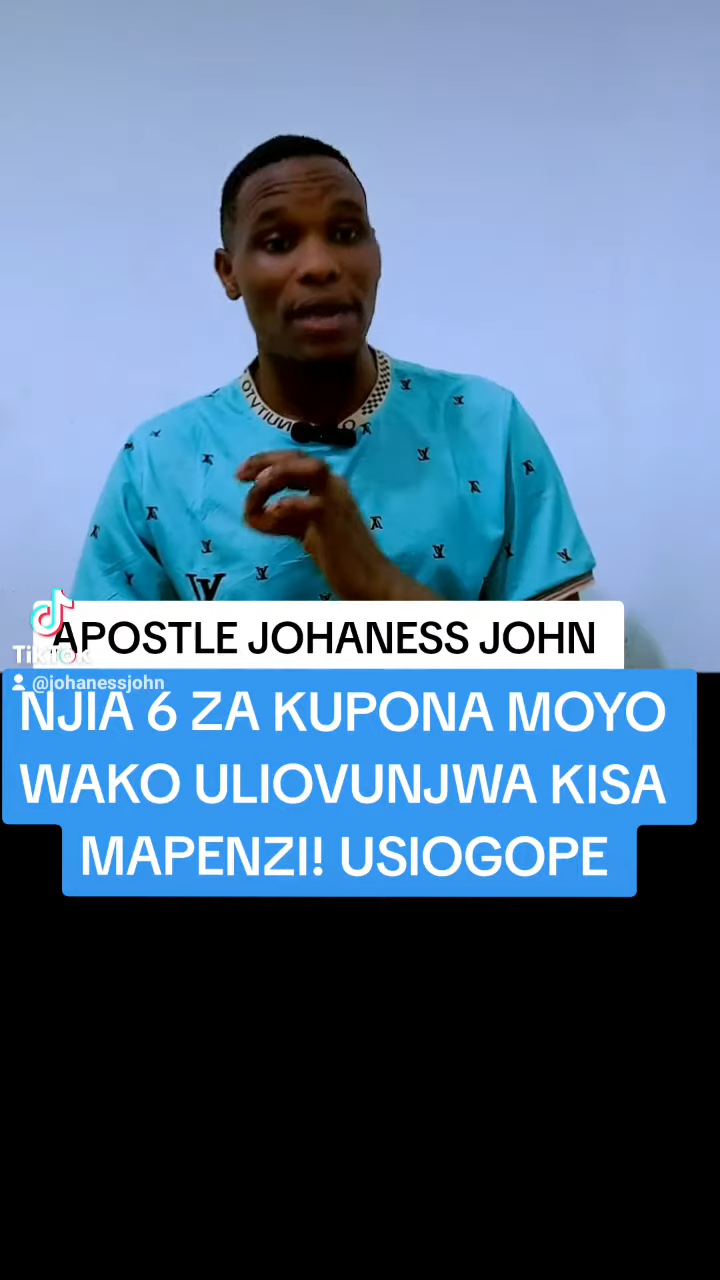 APOSTLE JOHANESS JOHN
TikTok
@johanessjohn
NJIA 6 ZA KUPONA MOYO
WAKO ULIOVUNJWA KISA
MAPENZI! USIOGOPE